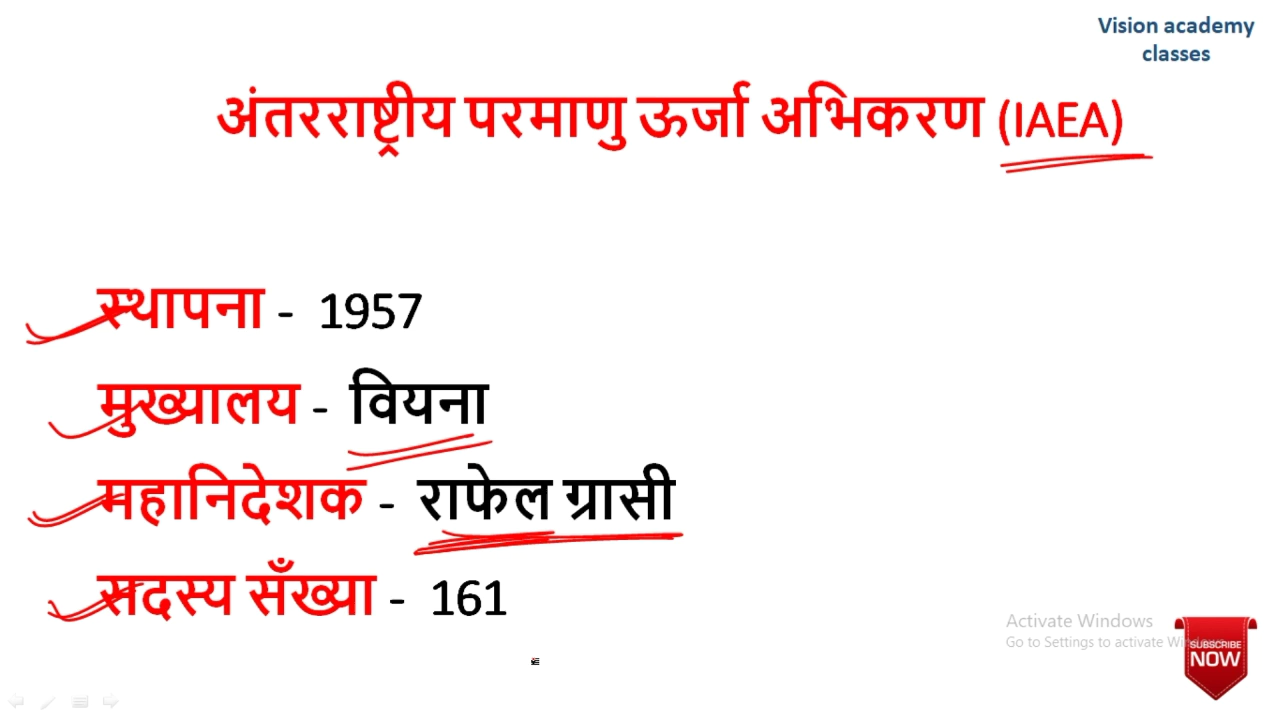 Vision academy
classes
अंतरराष्ट्रीय परमाणु ऊर्जा अभिकरण (IAEA)
स्थापना - 1957
मुख्यालय - वियना
महानिदेशक - राफेल ग्रासी
सदस्य सँख्या - 161
Activate Windows
Go to Settings to activate Windows.
SUBSCRIBE
NOW